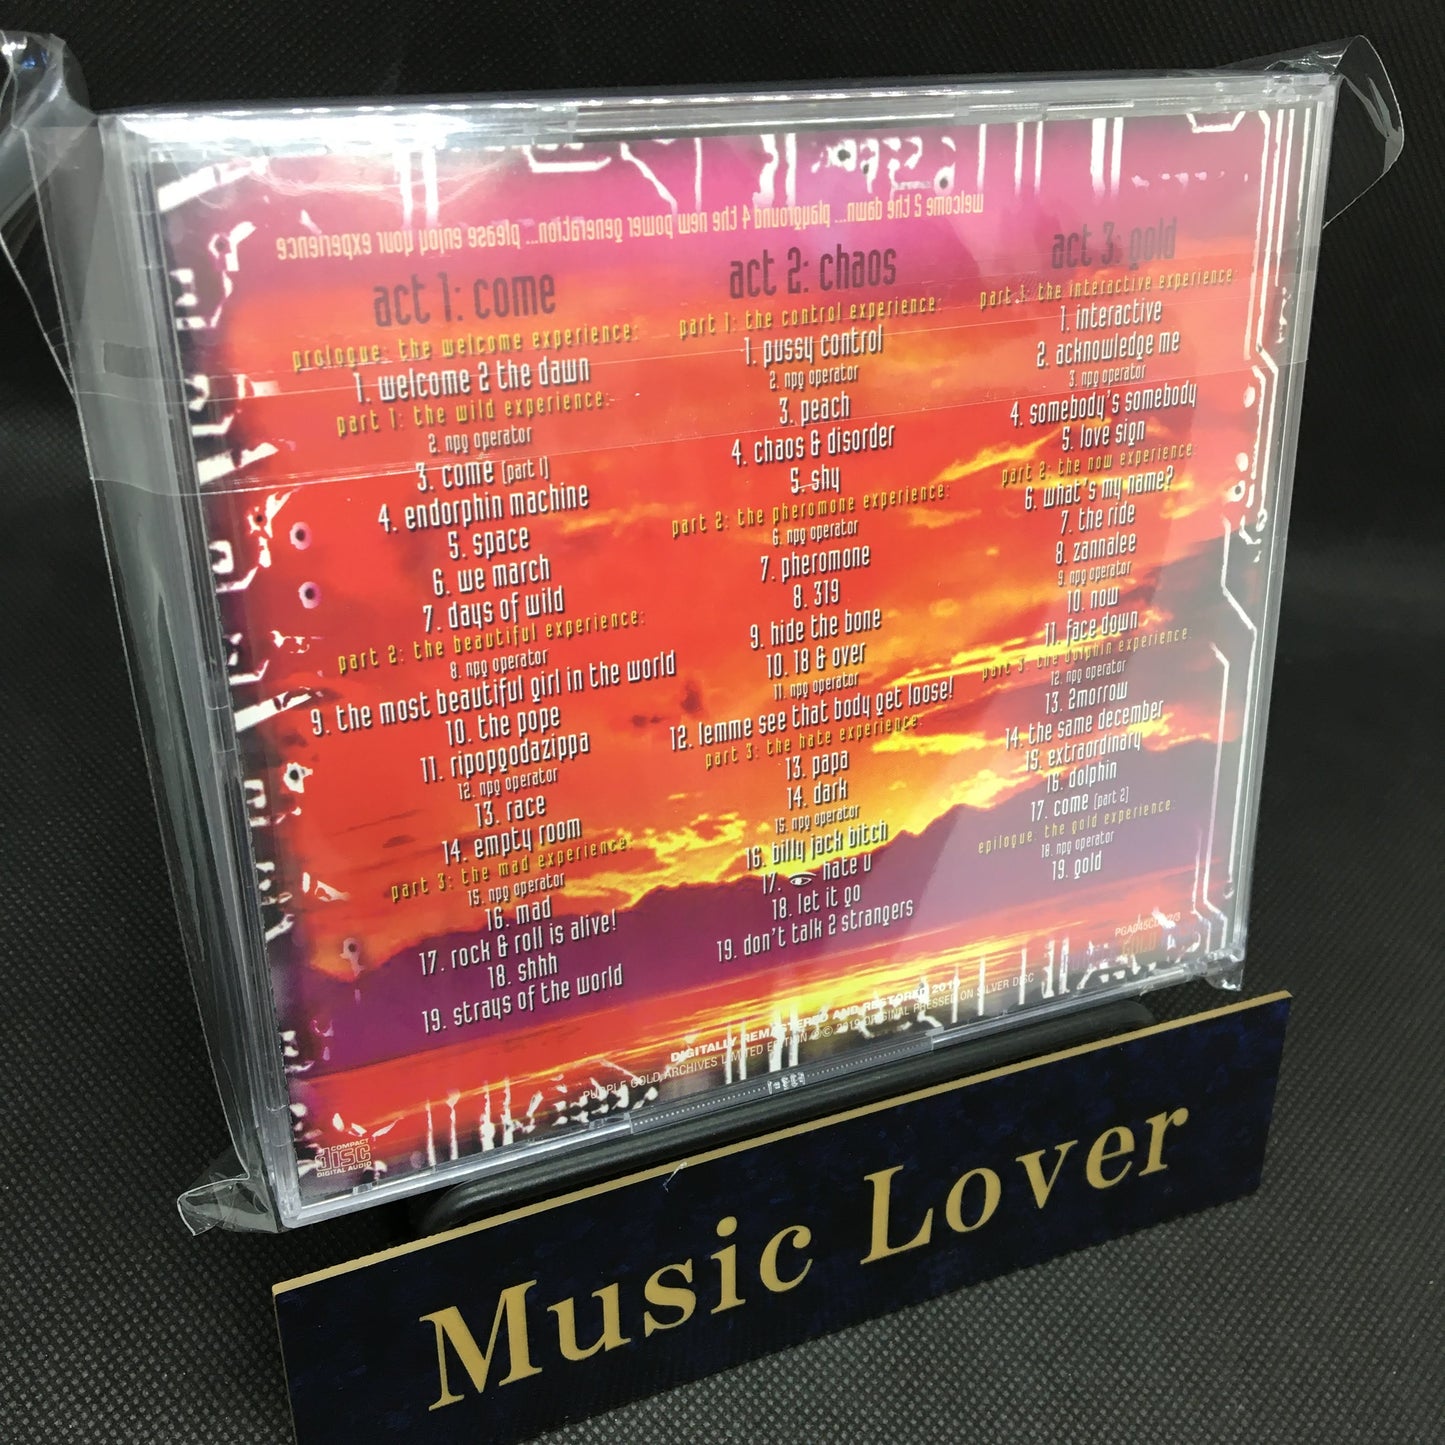 welcome 2 the dawn... playground 4 the new power generation... please enjoy your experience
act 1: come
prologue: the welcome experience:
1. welcome 2 the dawn
part 1: the wild experience:
2. npg operator
3. come (part 1)
4. endorphin machine
5. space
6. we march
7. days of wild
part 2: the beautiful experience:
8. npg operator
9. the most beautiful girl in the world
10. the pope
11. ripopgodazippa
12. npg operator
13. race
14. empty room
part 3: the mad experience:
15. npg operator
16. mad
17. rock & roll is alive!
18. shhh
19. strays of the world
act 2: chaos
part 1: the control experience:
1. pussy control
2. npg operator
3. peach
4. chaos & disorder
5. shy
part 2: the pheromone experience:
6. npg operator
7. pheromone
8. 319
9. hide the bone
10. 18 & over
11. npg operator
12. lemme see that body get loose!
part 3: the hate experience:
13. papa
14. dark
15. npg operator
16. billy jack bitch
17. 👁 hate u
18. let it go
19. don't talk 2 strangers
act 3: gold
part 1: the interactive experience:
1. interactive
2. acknowledge me
3. npg operator
4. somebody's somebody
5. love sign
part 2: the now experience:
6. what's my name?
7. the ride
8. zannalee
9. npg operator
10. now
11. face down
part 3: the dolphin experience:
12. npg operator
13. 2morrow
14. the same december
15. extraordinary
16. dolphin
17. come (part 2)
epilogue: the gold experience:
18. npg operator
19. gold
DIGITALLY REMASTERED AND RESTORED 2019
PURPLE GOLD ARCHIVES LIMITED EDITION ℗© 2019 ORIGINAL PRESSED ON SILVER DISC
COMPACT
disc
DIGITAL AUDIO
Music Lover